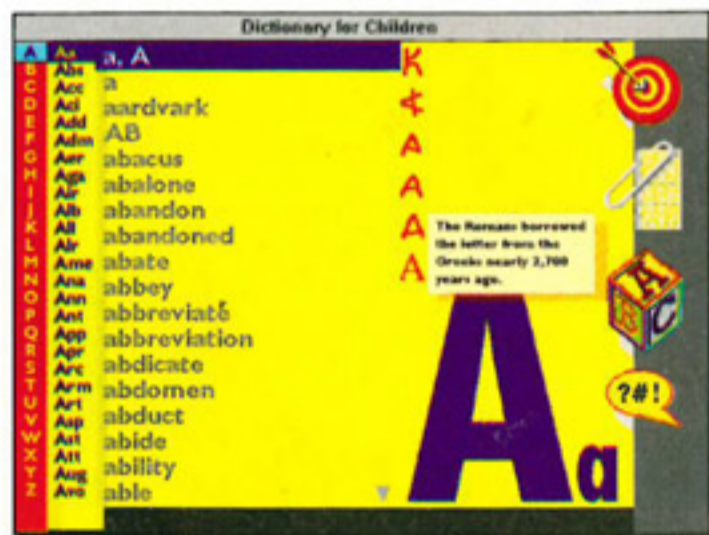 Dictionary for Children
A
B
C
D
E
F
G
H
I
J
K
L
M
N
O
P
Q
R
S
T
U
V
W
X
Y
Z
Aa
Abs
Acc
Aci
Add
Adm
Aer
Aga
Air
Alb
All
Alr
Ame
Ana
Ann
Ant
App
Apr
Arc
Arm
Art
Asp
Att
Aug
Avo
a, A
a
aardvark
AB
abacus
abalone
abandon
abandoned
abate
abbey
abbreviate
abbreviation
abdicate
abdomen
abduct
abide
ability
able
A
A
A
A
The Romans borrowed
the letter from the
Greeks nearly 2,700
years ago.
Aa
A
B C
?#!